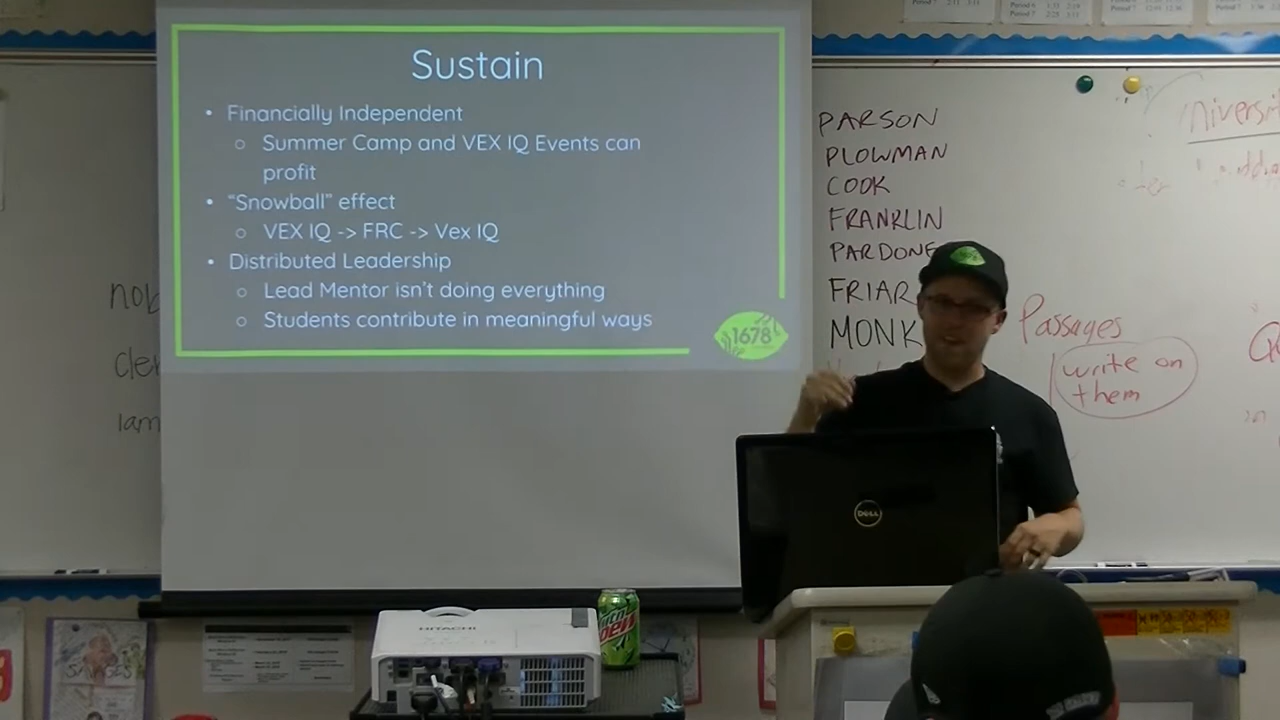 Sustain
• Financially Independent
○ Summer Camp and VEX IQ Events can
profit
• “Snowball” effect
○ VEX IQ -> FRC -> Vex IQ
• Distributed Leadership
○ Lead Mentor isn't doing everything
○ Students contribute in meaningful ways
1678
PARSON
PLOWMAN
COOK
FRANKLIN
PARDONE
FRIAR
MONK
Passages
write on
them
DELL
HITACHI
Mtn
DEW